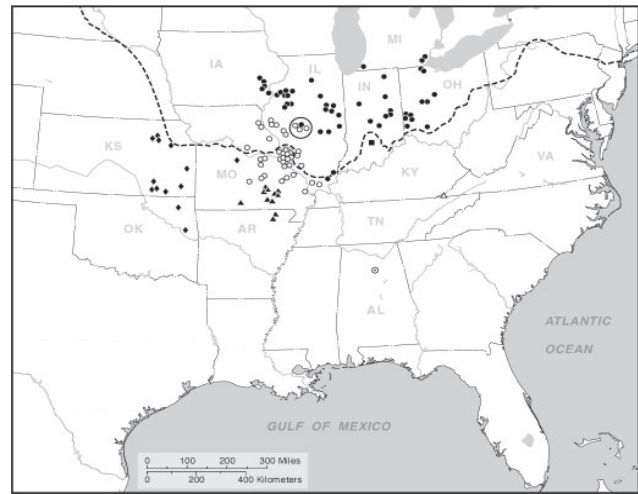 MI
IA
IL
IN
OH
KS
MO
KY
VA
OK
AR
TN
AL
ATLANTIC
OCEAN
GULF OF MEXICO
0 100 200 300 Miles
0 200 400 Kilometers